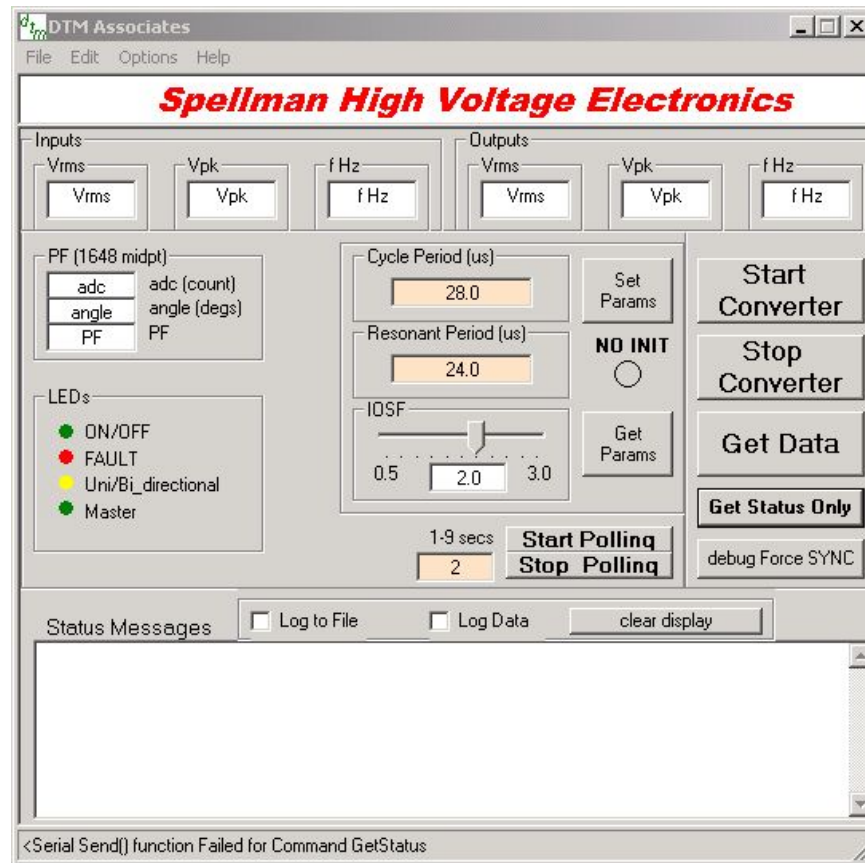 dtm DTM Associates
File Edit Options Help
Spellman High Voltage Electronics
Inputs Outputs
Vrms Vpk f Hz Vrms Vpk f Hz
Vrms Vpk f Hz Vrms Vpk f Hz
PF (1648 midpt)
adc adc (count)
angle angle (degs)
PF PF
LEDs
ON/OFF
FAULT
Uni/Bi_directional
Master
Cycle Period (us)
28.0
Resonant Period (us)
24.0
IOSF
0.5 2.0 3.0
Set
Params
NO INIT
Get
Params
1-9 secs
2
Start Polling
Stop Polling
Start
Converter
Stop
Converter
Get Data
Get Status Only
debug Force SYNC
Status Messages Log to File Log Data clear display
<Serial Send() function Failed for Command GetStatus